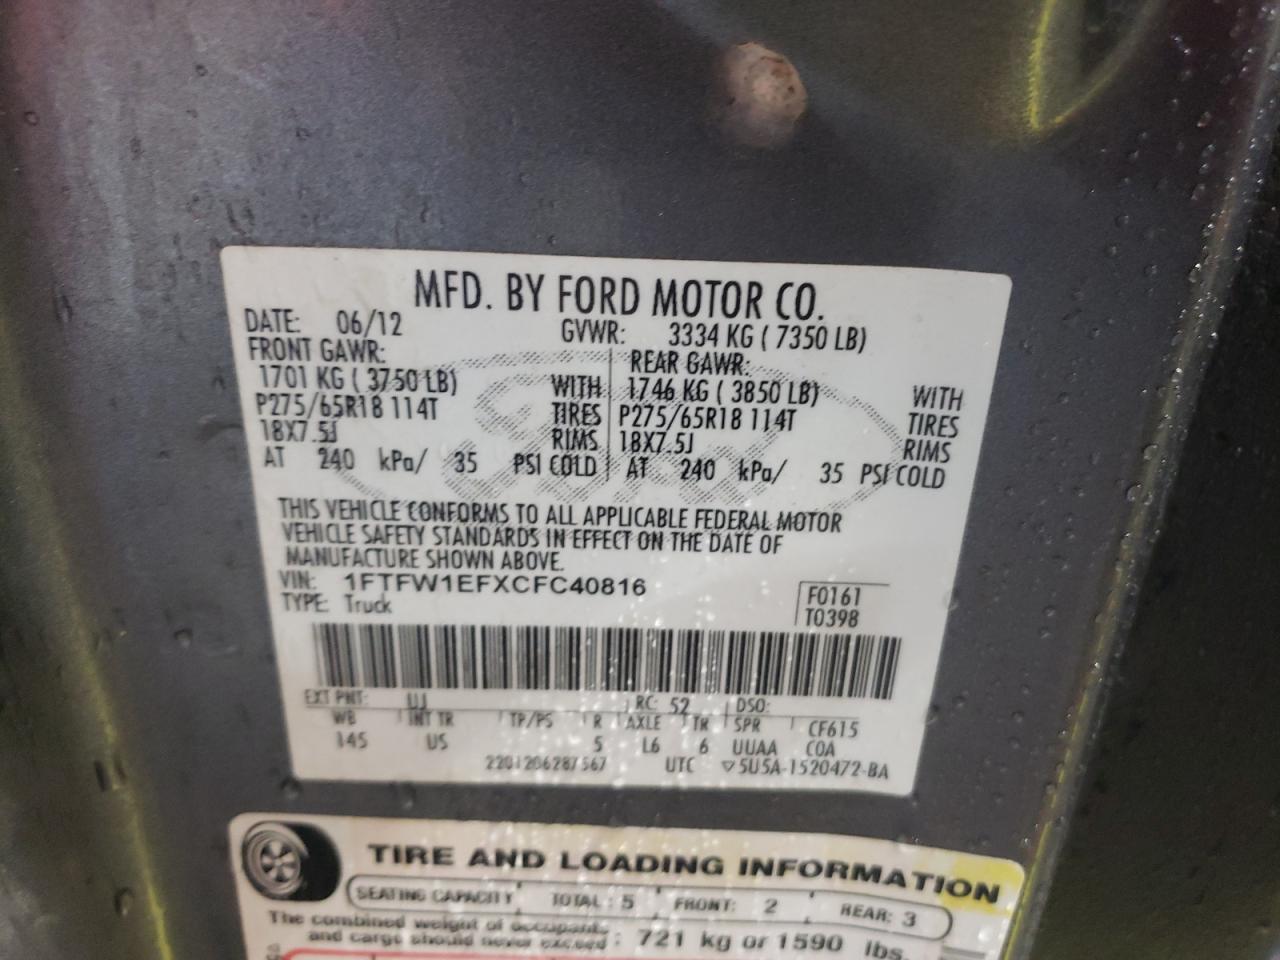 MFD. BY FORD MOTOR CO.
DATE: 06/12 GVWR: 3334 KG ( 7350 LB)
FRONT GAWR: REAR GAWR:
1701 KG ( 3750 LB) WITH 1746 KG ( 3850 LB) WITH
P275/65R18 114T TIRES P275/65R18 114T TIRES
18X7.5J RIMS 18X7.5J RIMS
AT 240 kPa/ 35 PSI COLD AT 240 kPa/ 35 PSI COLD
THIS VEHICLE CONFORMS TO ALL APPLICABLE FEDERAL MOTOR
VEHICLE SAFETY STANDARDS IN EFFECT ON THE DATE OF
MANUFACTURE SHOWN ABOVE.
VIN: 1FTFW1EFXCFC40816
TYPE: Truck
F0161
T0398
EXT PNT: UJ RC: 52 DSO:
WB INT TR TP/PS R AXLE TR SPR CF615
145 US 5 L6 6 UUAA COA
2201206287567 UTC ▽5U5A-1520472-BA
TIRE AND LOADING INFORMATION
SEATING CAPACITY TOTAL : 5 FRONT: 2 REAR: 3
The combined weight of occupants
and cargo should never exceed : 721 kg or 1590 lbs.